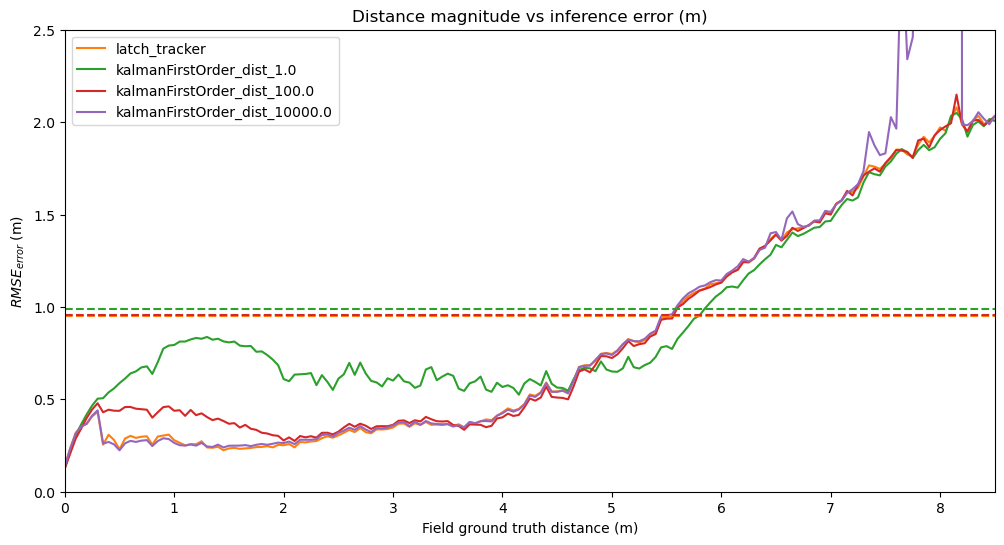 Distance magnitude vs inference error (m)
2.5
2.0
1.5
1.0
0.5
0.0
RMSE_error (m)
latch_tracker
kalmanFirstOrder_dist_1.0
kalmanFirstOrder_dist_100.0
kalmanFirstOrder_dist_10000.0
0 1 2 3 4 5 6 7 8
Field ground truth distance (m)